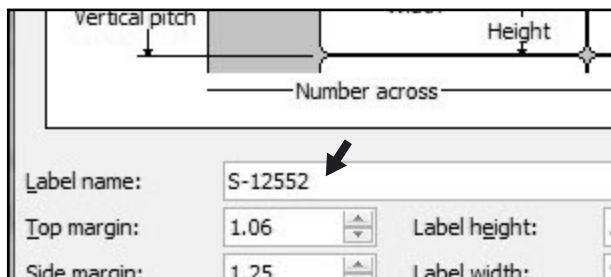 Vertical pitch
Height
Number across
Label name: S-12552
Top margin: 1.06 Label height:
Side margin: 1.25 Label width: